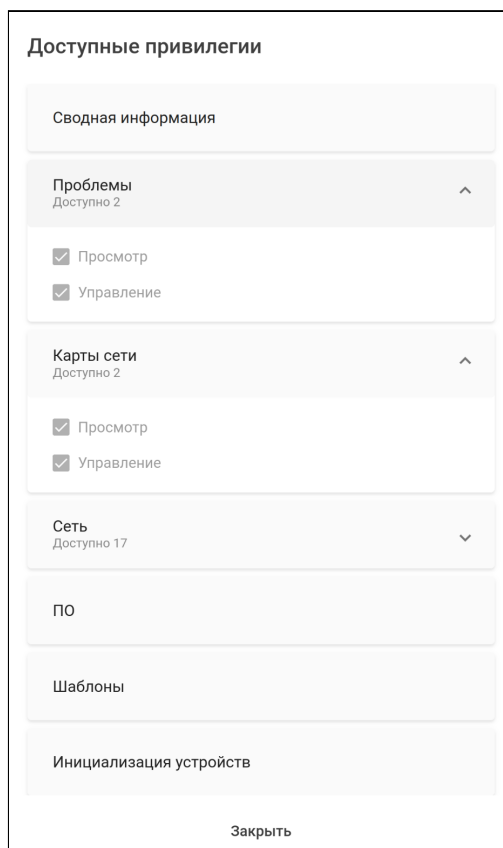 Доступные привилегии
Сводная информация
Проблемы
Доступно 2
Просмотр
Управление
Карты сети
Доступно 2
Просмотр
Управление
Сеть
Доступно 17
ПО
Шаблоны
Инициализация устройств
Закрыть